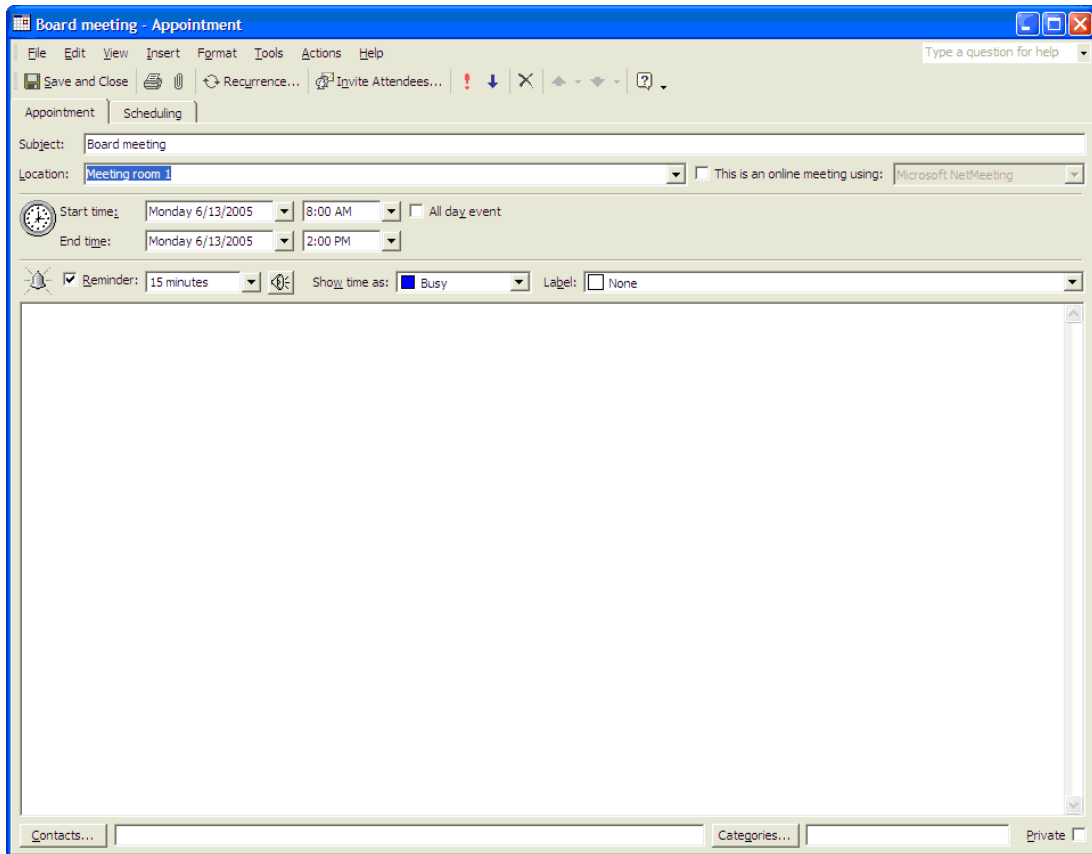 Board meeting - Appointment
File Edit View Insert Format Tools Actions Help Type a question for help
Save and Close Recurrence... Invite Attendees...
Appointment Scheduling
Subject: Board meeting
Location: Meeting room 1 This is an online meeting using: Microsoft NetMeeting
Start time: Monday 6/13/2005 8:00 AM All day event
End time: Monday 6/13/2005 2:00 PM
Reminder: 15 minutes Show time as: Busy Label: None
Contacts... Categories... Private